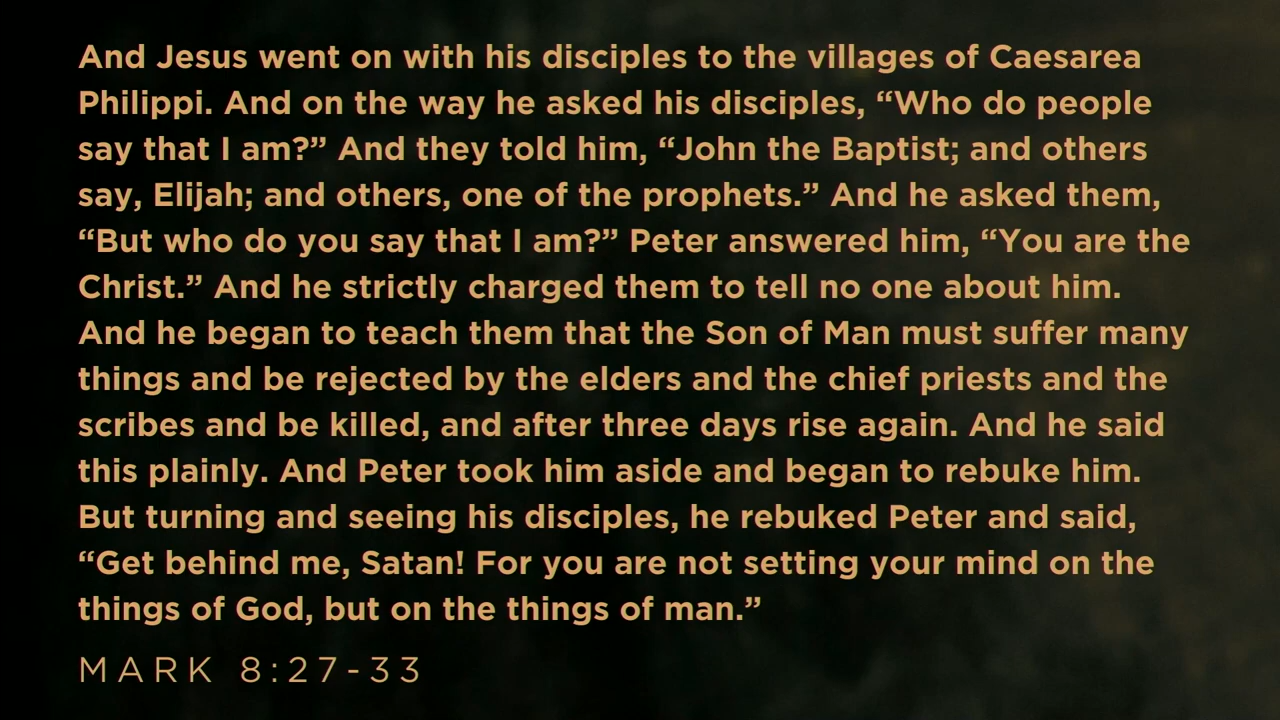 And Jesus went on with his disciples to the villages of Caesarea
Philippi. And on the way he asked his disciples, “Who do people
say that I am?” And they told him, “John the Baptist; and others
say, Elijah; and others, one of the prophets.” And he asked them,
“But who do you say that I am?” Peter answered him, “You are the
Christ.” And he strictly charged them to tell no one about him.
And he began to teach them that the Son of Man must suffer many
things and be rejected by the elders and the chief priests and the
scribes and be killed, and after three days rise again. And he said
this plainly. And Peter took him aside and began to rebuke him.
But turning and seeing his disciples, he rebuked Peter and said,
“Get behind me, Satan! For you are not setting your mind on the
things of God, but on the things of man.”
MARK 8:27-33